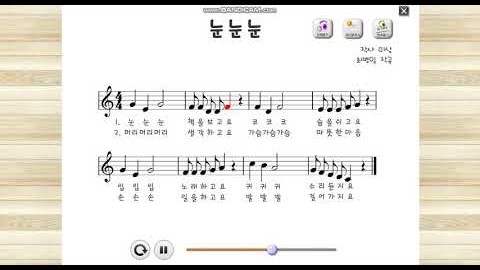 www.BANDICAM.com
눈눈눈
작사 미상
최병임 작곡
4
4
1. 눈 눈 눈 책을보고요 코 코 코 숨을쉬고요
2. 머리머리머리 생각하고요 가슴가슴가슴 따뜻한마음
입 입 입 노래하고요 귀 귀 귀 소리듣지요
손 손 손 일을하고요 발 발 발 걸어가지요